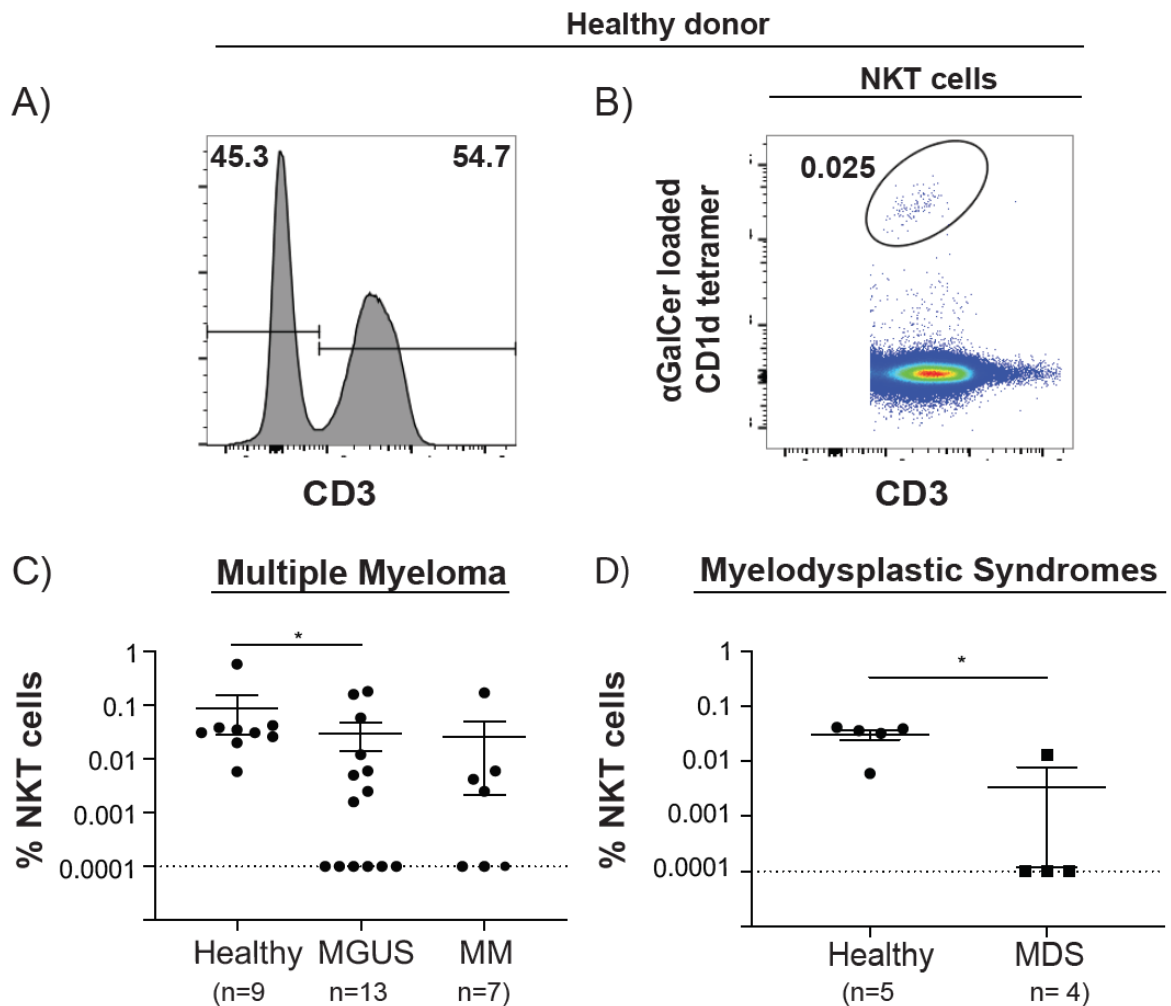 Healthy donor
NKT cells
A)
B)
45.3
54.7
0.025
αGalCer loaded
CD1d tetramer
CD3
CD3
C)
Multiple Myeloma
D)
Myelodysplastic Syndromes
% NKT cells
*
1
0.1
0.01
0.001
0.0001
Healthy MGUS MM
(n=9 n=13 n=7)
% NKT cells
*
1
0.1
0.01
0.001
0.0001
Healthy MDS
(n=5 n= 4)